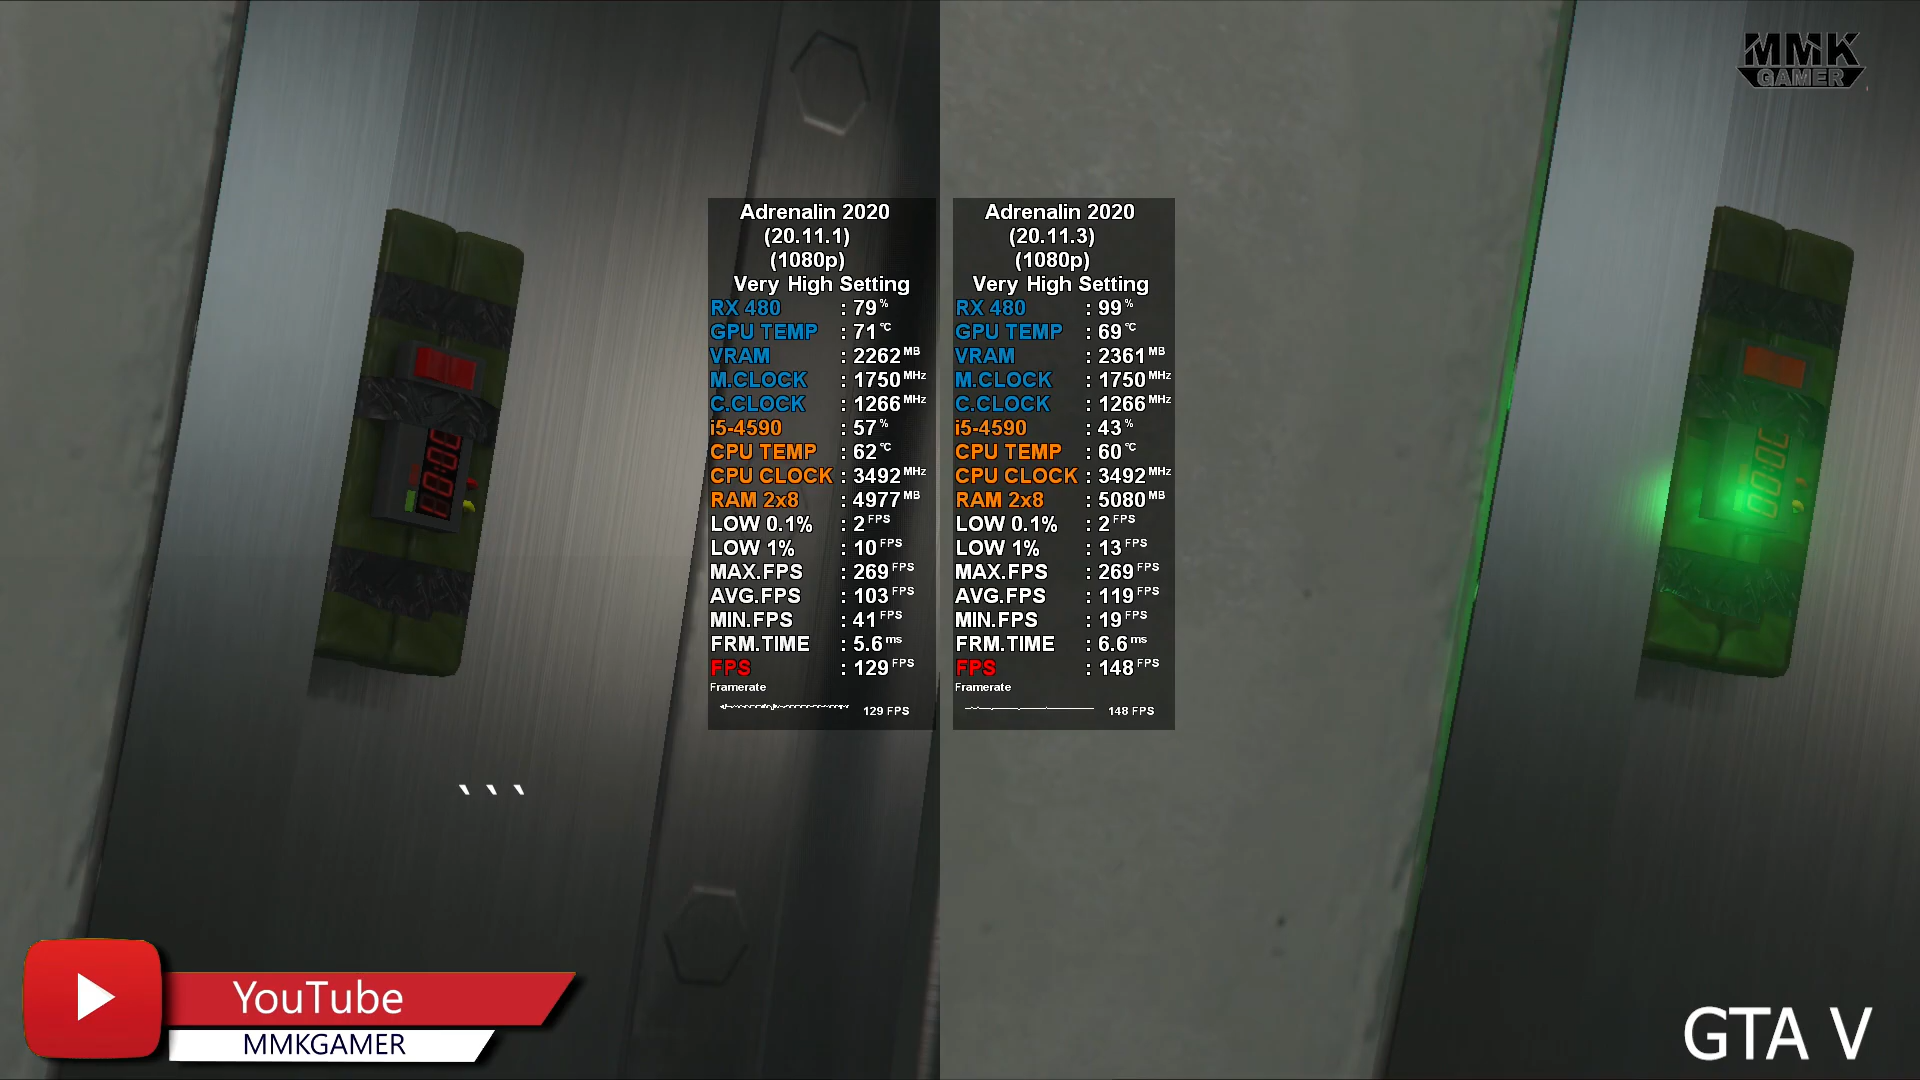 MMK
GAMER
Adrenalin 2020
(20.11.1)
(1080p)
Very High Setting
RX 480 : 79 %
GPU TEMP : 71 °C
VRAM : 2262 MB
M.CLOCK : 1750 MHz
C.CLOCK : 1266 MHz
i5-4590 : 57 %
CPU TEMP : 62 °C
CPU CLOCK : 3492 MHz
RAM 2x8 : 4977 MB
LOW 0.1% : 2 FPS
LOW 1% : 10 FPS
MAX.FPS : 269 FPS
AVG.FPS : 103 FPS
MIN.FPS : 41 FPS
FRM.TIME : 5.6 ms
FPS : 129 FPS
Framerate
129 FPS
Adrenalin 2020
(20.11.3)
(1080p)
Very High Setting
RX 480 : 99 %
GPU TEMP : 69 °C
VRAM : 2361 MB
M.CLOCK : 1750 MHz
C.CLOCK : 1266 MHz
i5-4590 : 43 %
CPU TEMP : 60 °C
CPU CLOCK : 3492 MHz
RAM 2x8 : 5080 MB
LOW 0.1% : 2 FPS
LOW 1% : 13 FPS
MAX.FPS : 269 FPS
AVG.FPS : 119 FPS
MIN.FPS : 19 FPS
FRM.TIME : 6.6 ms
FPS : 148 FPS
Framerate
148 FPS
YouTube
MMKGAMER
GTA V